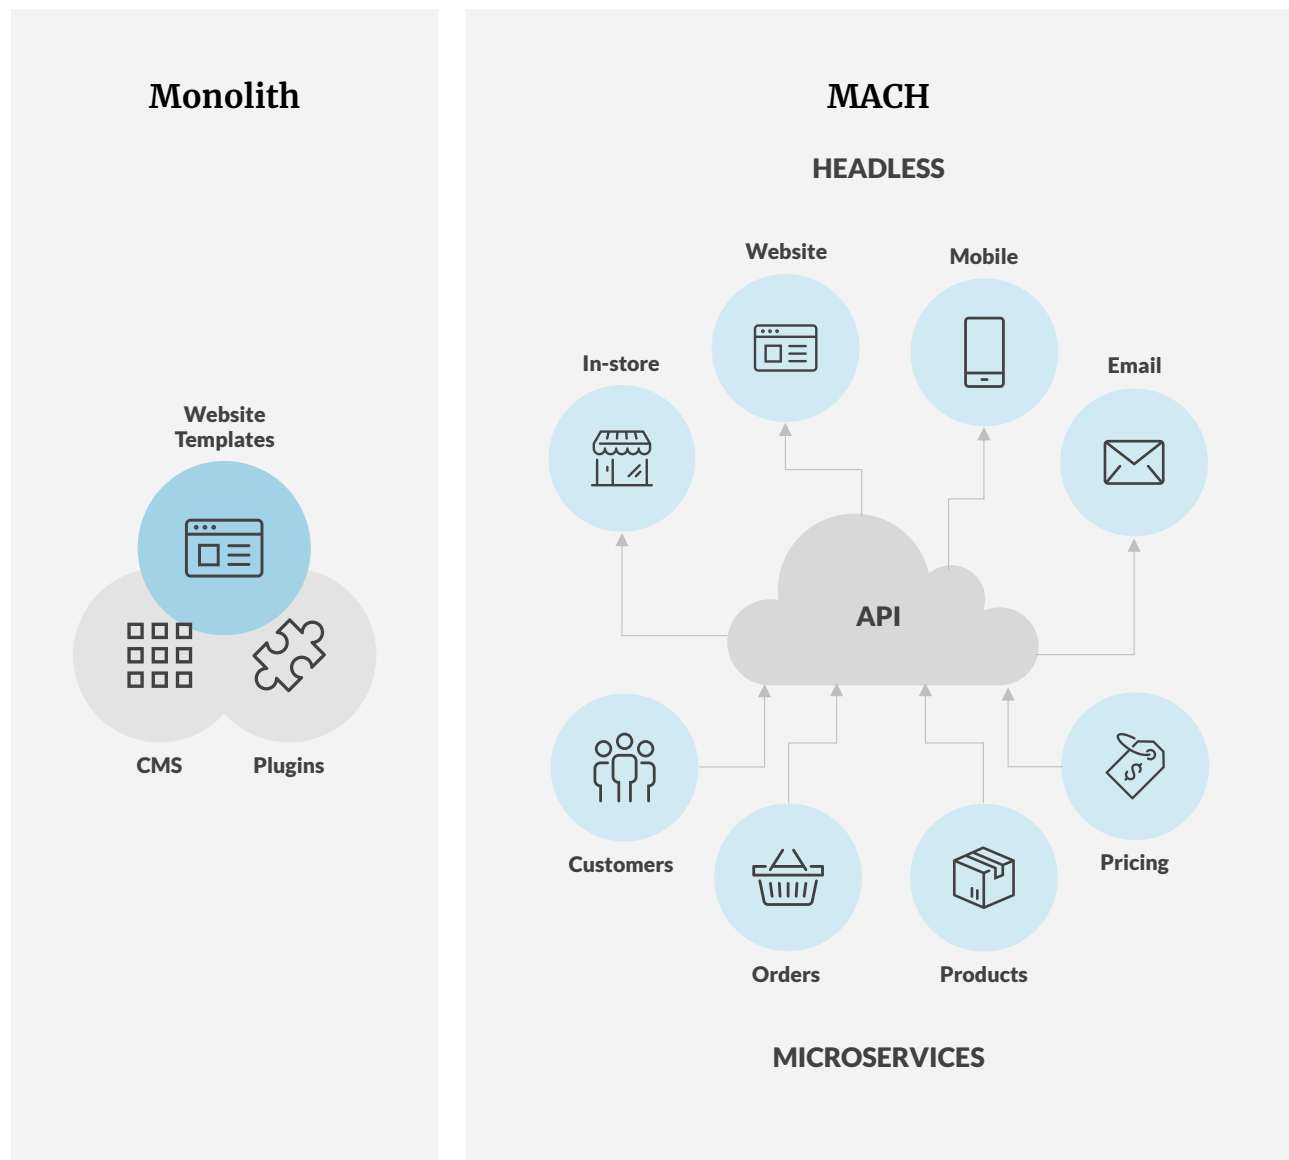 Monolith
Website
Templates
CMS
Plugins
MACH
HEADLESS
Website
Mobile
In-store
Email
API
Customers
Pricing
Orders
Products
MICROSERVICES